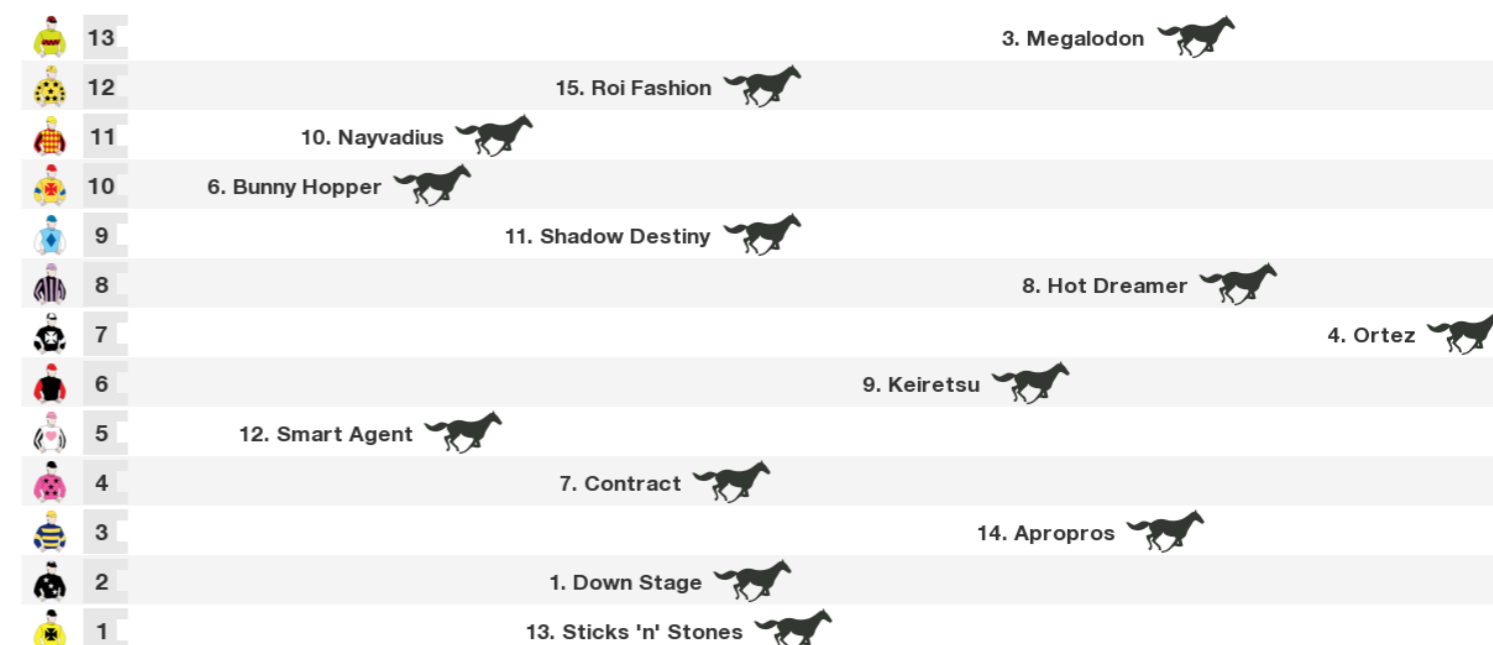 13 3. Megalodon
12 15. Roi Fashion
11 10. Nayvadius
10 6. Bunny Hopper
9 11. Shadow Destiny
8 8. Hot Dreamer
7 4. Ortez
6 9. Keiretsu
5 12. Smart Agent
4 7. Contract
3 14. Apropros
2 1. Down Stage
1 13. Sticks 'n' Stones